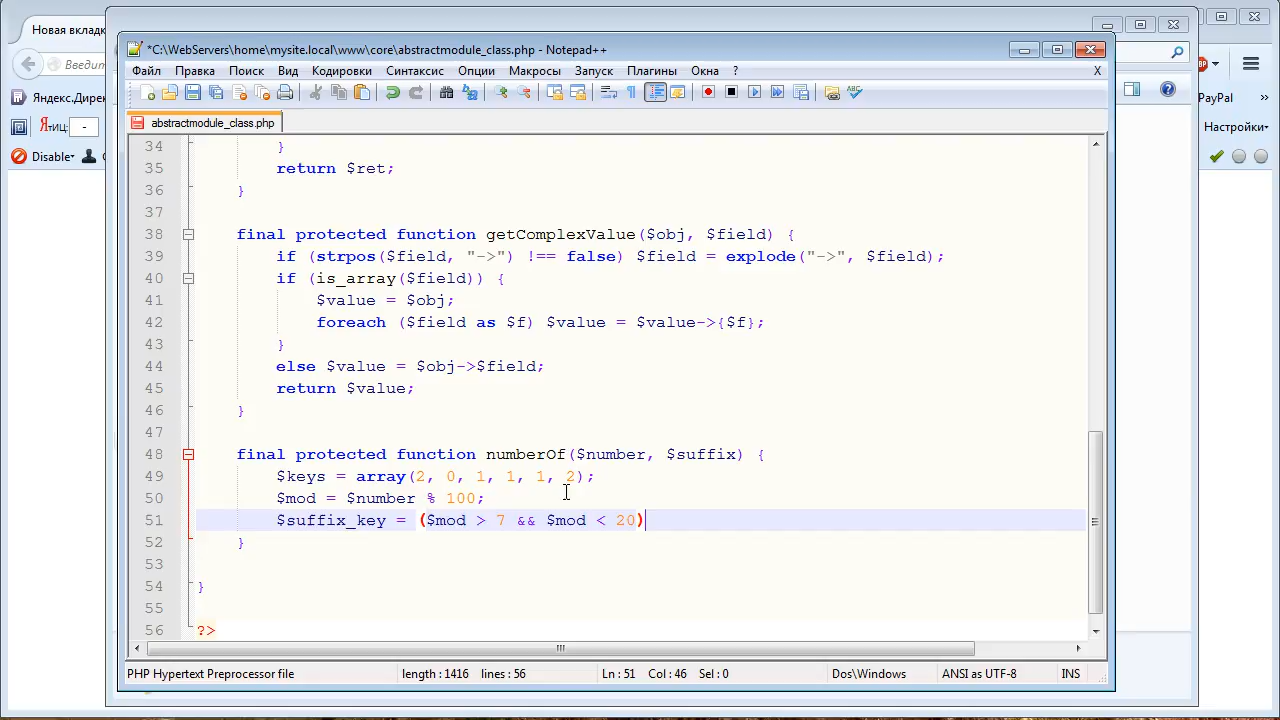 Новая вкладк
*C:\WebServers\home\mysite.local\www\core\abstractmodule_class.php - Notepad++
Введит
Файл Правка Поиск Вид Кодировки Синтаксис Опции Макросы Запуск Плагины Окна ? X
Яндекс.Дирек
PayPal
abstractmodule_class.php
Ятиц: -
Настройки
Disable
34 }
35 return $ret;
36 }
37
38 final protected function getComplexValue($obj, $field) {
39 if (strpos($field, "->") !== false) $field = explode("->", $field);
40 if (is_array($field)) {
41 $value = $obj;
42 foreach ($field as $f) $value = $value->{$f};
43 }
44 else $value = $obj->$field;
45 return $value;
46 }
47
48 final protected function numberOf($number, $suffix) {
49 $keys = array(2, 0, 1, 1, 1, 2);
50 $mod = $number % 100;
51 $suffix_key = ($mod > 7 && $mod < 20)
52 }
53
54 }
55
56 ?>
PHP Hypertext Preprocessor file length : 1416 lines : 56 Ln : 51 Col : 46 Sel : 0 Dos\Windows ANSI as UTF-8 INS